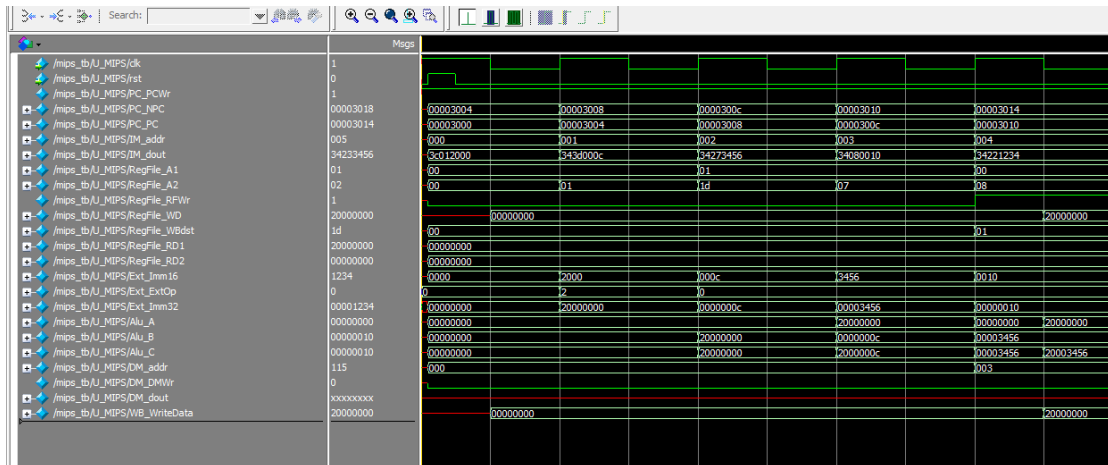 Search:
Msgs
/mips_tb/U_MIPS/clk 1
/mips_tb/U_MIPS/rst 0
/mips_tb/U_MIPS/PC_PCWr 1
/mips_tb/U_MIPS/PC_NPC 00003018 00003004 00003008 0000300c 00003010 00003014
/mips_tb/U_MIPS/PC_PC 00003014 00003000 00003004 00003008 0000300c 00003010
/mips_tb/U_MIPS/IM_addr 005 000 001 002 003 004
/mips_tb/U_MIPS/IM_dout 34233456 3c012000 343d000c 34273456 34080010 34221234
/mips_tb/U_MIPS/RegFile_A1 01 00 01 00
/mips_tb/U_MIPS/RegFile_A2 02 00 01 1d 07 08
/mips_tb/U_MIPS/RegFile_RFWr 1
/mips_tb/U_MIPS/RegFile_WD 20000000 00000000 20000000
/mips_tb/U_MIPS/RegFile_WBdst 1d 00 01
/mips_tb/U_MIPS/RegFile_RD1 20000000 00000000
/mips_tb/U_MIPS/RegFile_RD2 00000000 00000000
/mips_tb/U_MIPS/Ext_Imm16 1234 0000 2000 000c 3456 0010
/mips_tb/U_MIPS/Ext_ExtOp 0 0 2 0
/mips_tb/U_MIPS/Ext_Imm32 00001234 00000000 20000000 0000000c 00003456 00000010
/mips_tb/U_MIPS/Alu_A 00000000 00000000 20000000 00000000 20000000
/mips_tb/U_MIPS/Alu_B 00000010 00000000 20000000 0000000c 00003456
/mips_tb/U_MIPS/Alu_C 00000010 00000000 20000000 2000000c 00003456 20003456
/mips_tb/U_MIPS/DM_addr 115 000 003
/mips_tb/U_MIPS/DM_DMWr 0
/mips_tb/U_MIPS/DM_dout xxxxxxxx
/mips_tb/U_MIPS/WB_WriteData 20000000 00000000 20000000